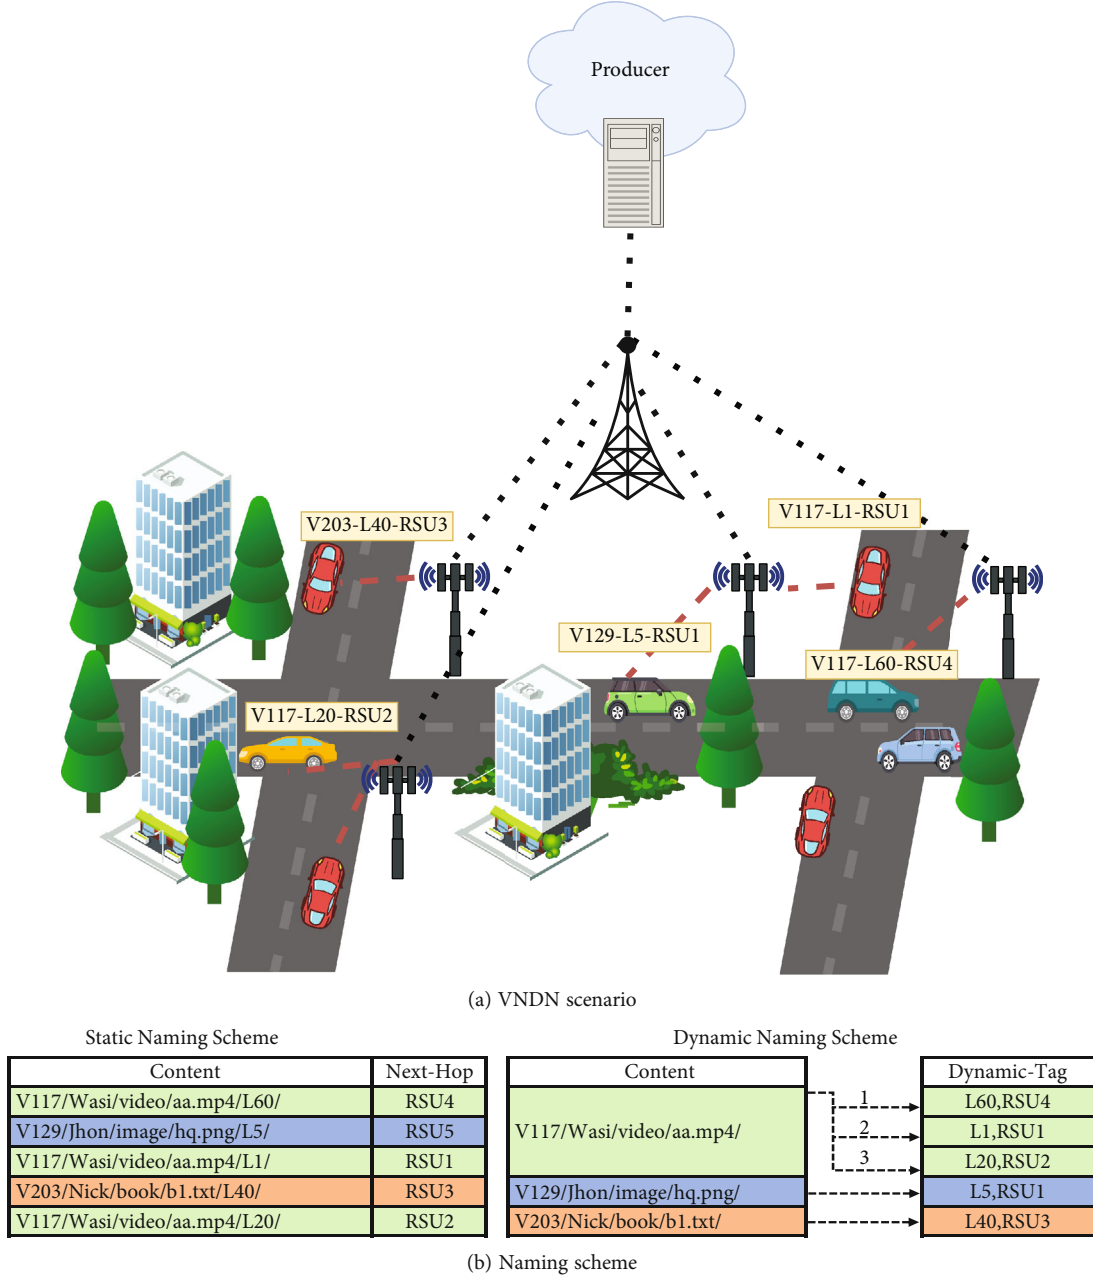 Producer
V203-L40-RSU3
V117-L1-RSU1
V129-L5-RSU1
V117-L60-RSU4
V117-L20-RSU2
(a) VNDN scenario
Static Naming Scheme
Content Next-Hop
V117/Wasi/video/aa.mp4/L60/ RSU4
V129/Jhon/image/hq.png/L5/ RSU5
V117/Wasi/video/aa.mp4/L1/ RSU1
V203/Nick/book/b1.txt/L40/ RSU3
V117/Wasi/video/aa.mp4/L20/ RSU2
Dynamic Naming Scheme
Content Dynamic-Tag
V117/Wasi/video/aa.mp4/
1 L60,RSU4
2 L1,RSU1
3 L20,RSU2
V129/Jhon/image/hq.png/ L5,RSU1
V203/Nick/book/b1.txt/ L40,RSU3
(b) Naming scheme